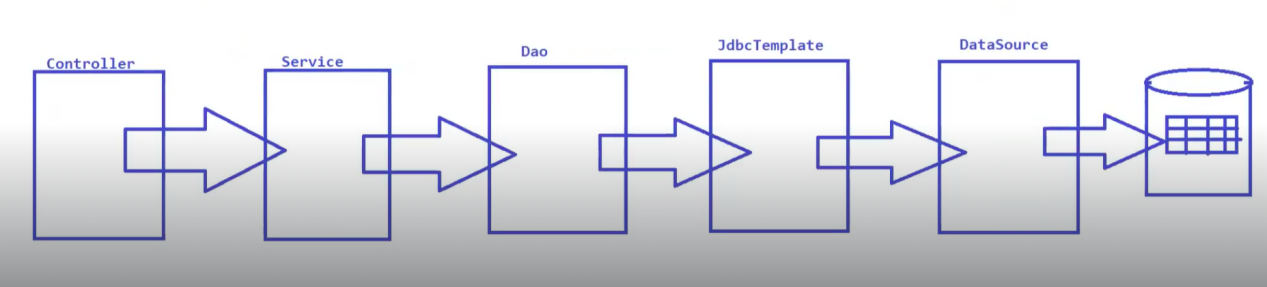 Controller
Service
Dao
JdbcTemplate
DataSource